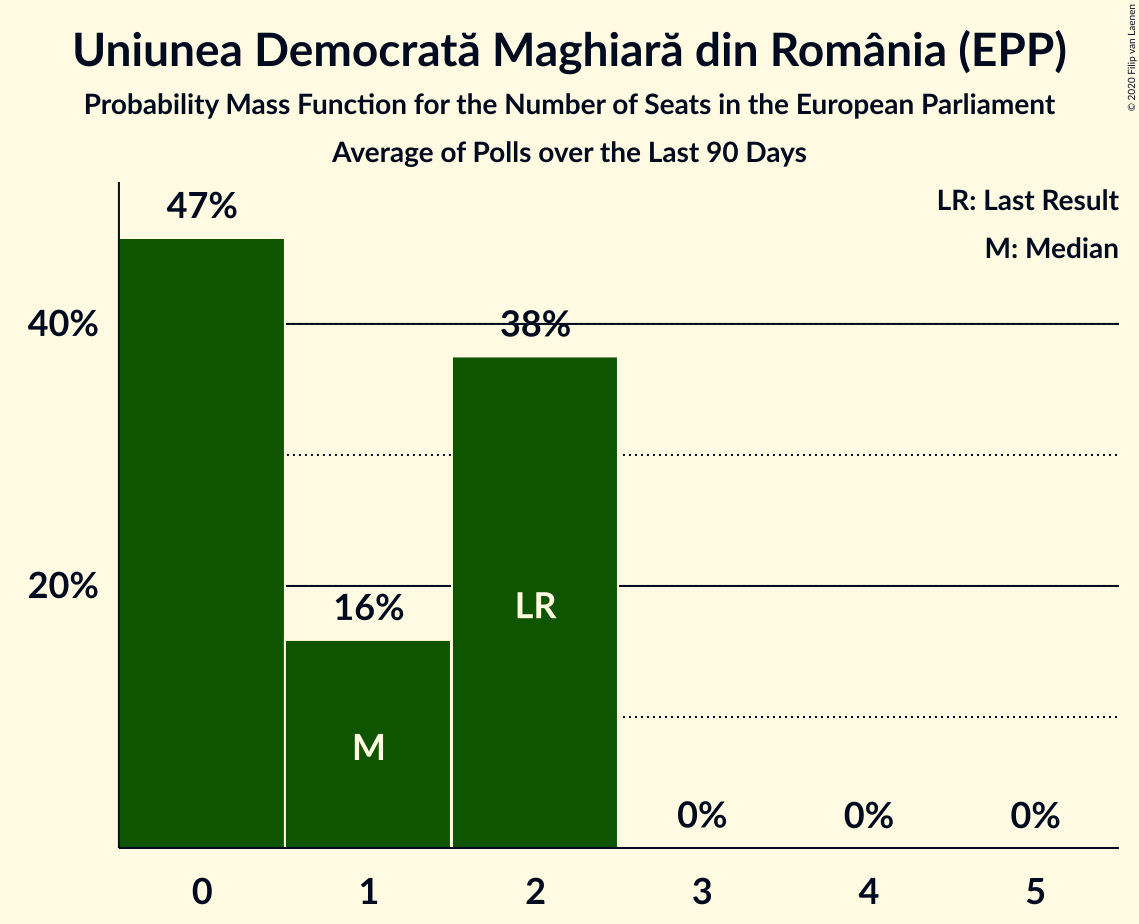 Uniunea Democrată Maghiară din România (EPP)
Probability Mass Function for the Number of Seats in the European Parliament
Average of Polls over the Last 90 Days
© 2020 Filip van Laenen
LR: Last Result
M: Median
47%
40%
38%
20%
16%
LR
M
0%
0%
0%
0
1
2
3
4
5